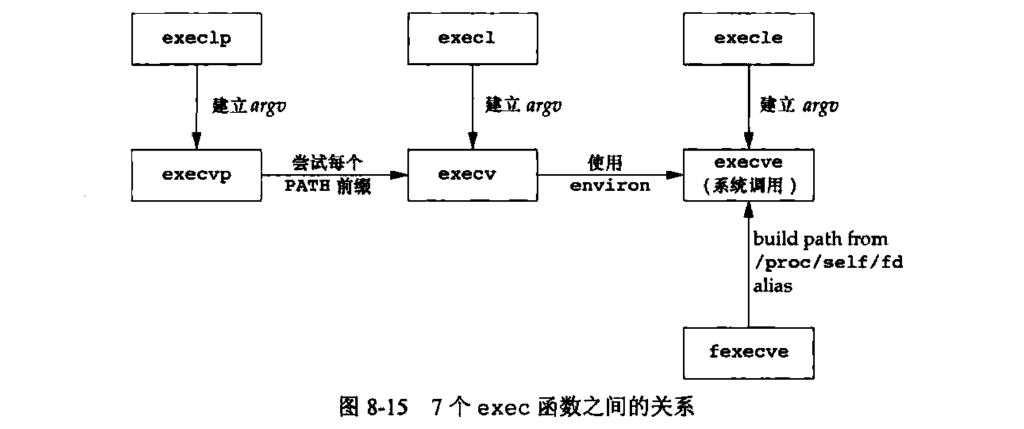 execlp
execl
execle
建立 argv
建立 argv
建立 argv
execvp
尝试每个
PATH 前缀
execv
使用
environ
execve
(系统调用)
build path from
/proc/self/fd
alias
fexecve
图 8-15 7 个 exec 函数之间的关系